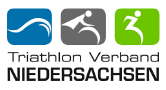 Triathlon Verband
NIEDERSACHSEN